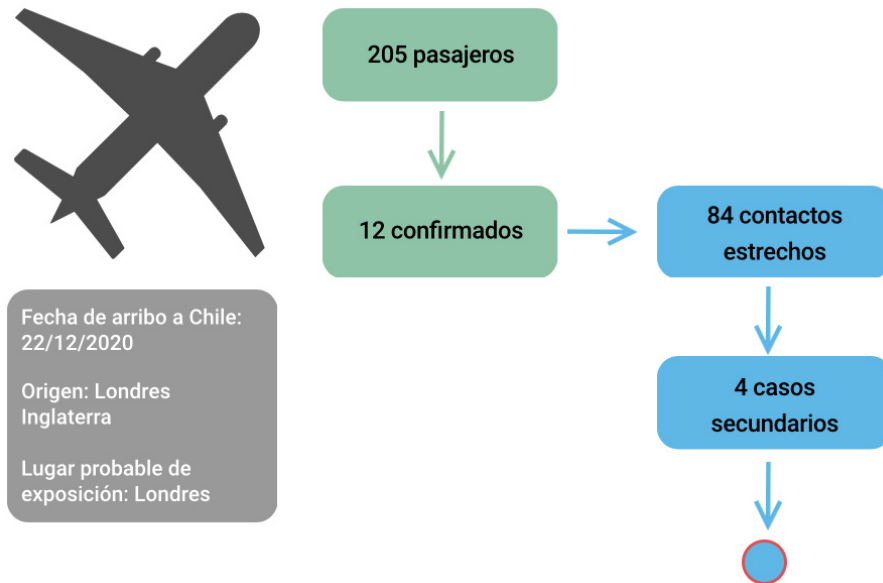 205 pasajeros
12 confirmados
84 contactos
estrechos
4 casos
secundarios
Fecha de arribo a Chile:
22/12/2020
Origen: Londres
Inglaterra
Lugar probable de
exposición: Londres